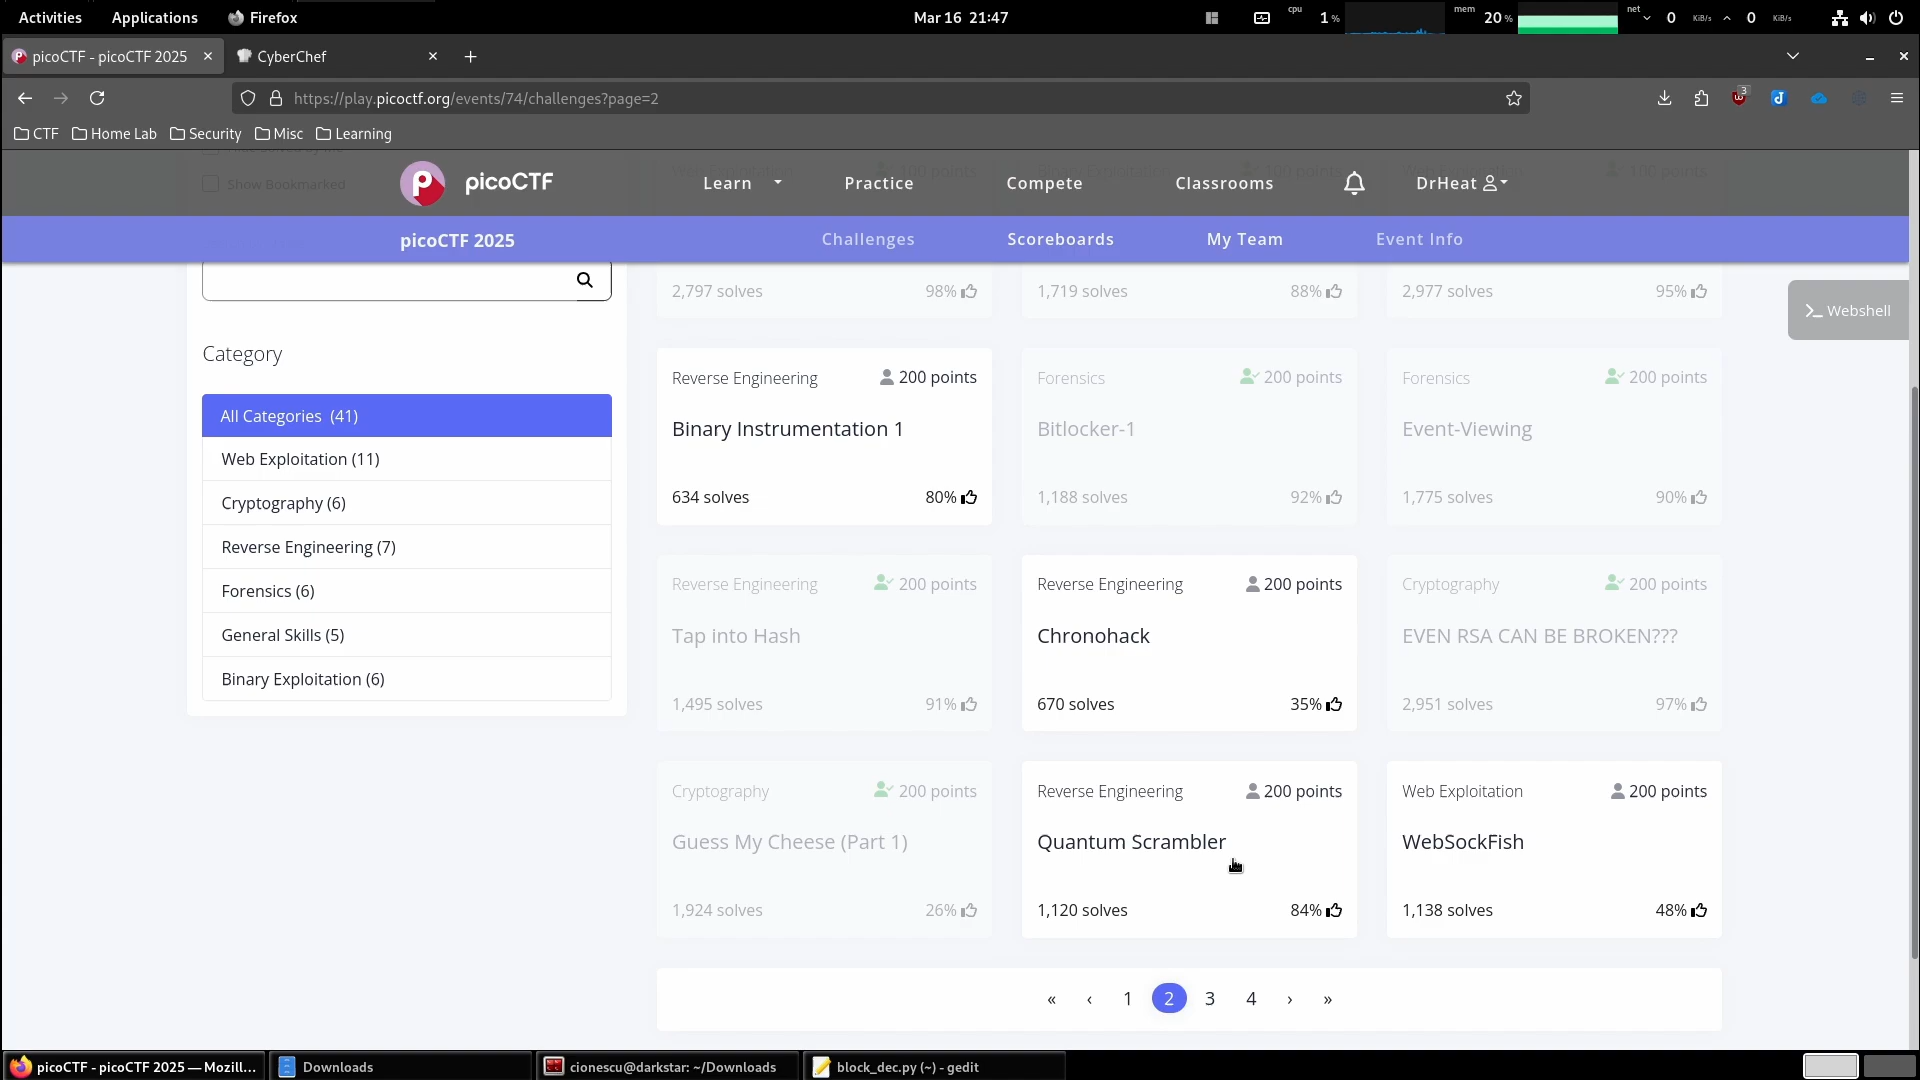 Activities Applications Firefox Mar 16 21:47 cpu 1 % mem 20 % net 0 KiB/s 0 KiB/s
picoCTF - picoCTF 2025 CyberChef
https://play.picoctf.org/events/74/challenges?page=2 3
CTF Home Lab Security Misc Learning
Show Bookmarked
picoCTF Learn Practice Compete Classrooms DrHeat
picoCTF 2025 Challenges Scoreboards My Team Event Info
2,797 solves 98% 1,719 solves 88% 2,977 solves 95%
Webshell
Category
All Categories (41)
Web Exploitation (11)
Cryptography (6)
Reverse Engineering (7)
Forensics (6)
General Skills (5)
Binary Exploitation (6)
Reverse Engineering 200 points
Binary Instrumentation 1
634 solves 80%
Forensics 200 points
Bitlocker-1
1,188 solves 92%
Forensics 200 points
Event-Viewing
1,775 solves 90%
Reverse Engineering 200 points
Tap into Hash
1,495 solves 91%
Reverse Engineering 200 points
Chronohack
670 solves 35%
Cryptography 200 points
EVEN RSA CAN BE BROKEN???
2,951 solves 97%
Cryptography 200 points
Guess My Cheese (Part 1)
1,924 solves 26%
Reverse Engineering 200 points
Quantum Scrambler
1,120 solves 84%
Web Exploitation 200 points
WebSockFish
1,138 solves 48%
« ‹ 1 2 3 4 › »
picoCTF - picoCTF 2025 — Mozill... Downloads cionescu@darkstar: ~/Downloads block_dec.py (~) - gedit